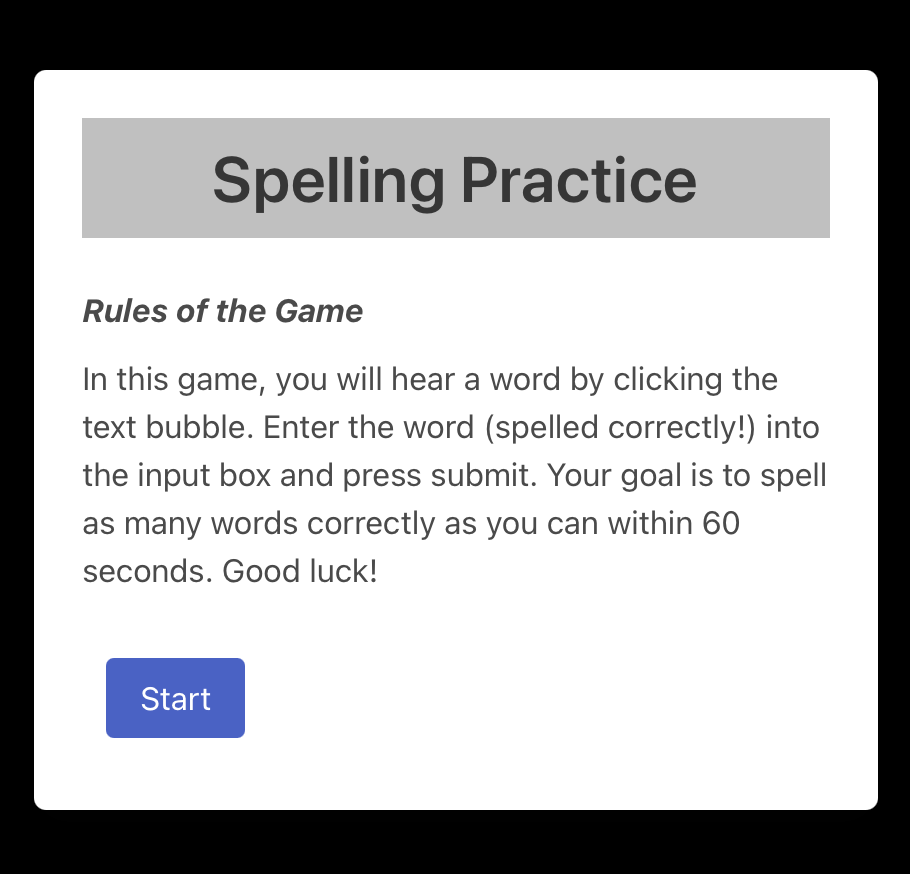 Spelling Practice
Rules of the Game
In this game, you will hear a word by clicking the
text bubble. Enter the word (spelled correctly!) into
the input box and press submit. Your goal is to spell
as many words correctly as you can within 60
seconds. Good luck!
Start